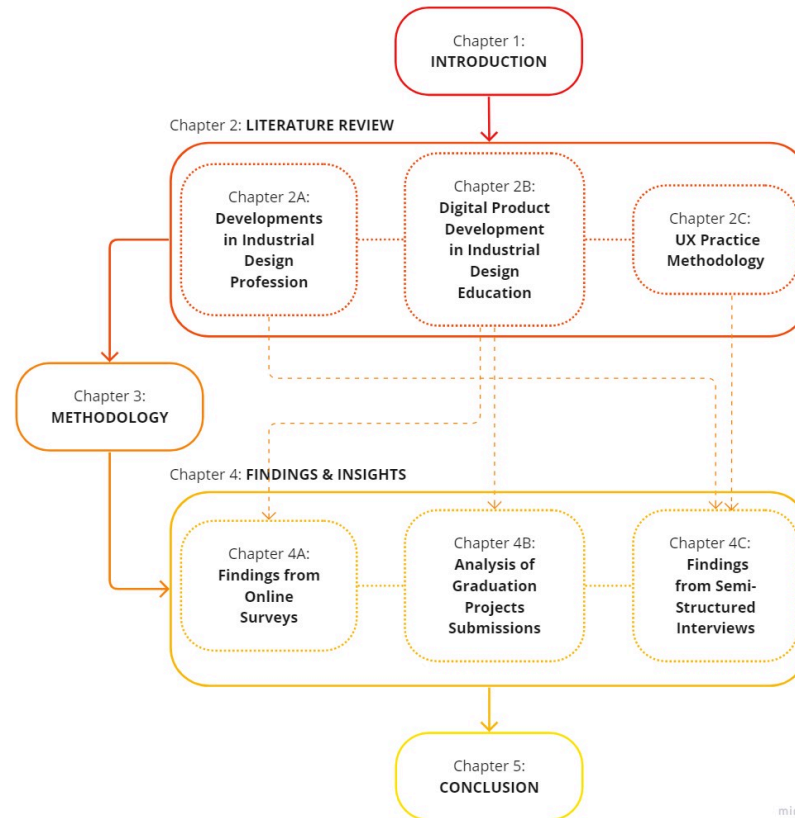 Chapter 1:
INTRODUCTION
Chapter 2: LITERATURE REVIEW
Chapter 2A:
Developments
in Industrial
Design
Profession
Chapter 2B:
Digital Product
Development
in Industrial
Design
Education
Chapter 2C:
UX Practice
Methodology
Chapter 3:
METHODOLOGY
Chapter 4: FINDINGS & INSIGHTS
Chapter 4A:
Findings from
Online
Surveys
Chapter 4B:
Analysis of
Graduation
Projects
Submissions
Chapter 4C:
Findings
from Semi-
Structured
Interviews
Chapter 5:
CONCLUSION